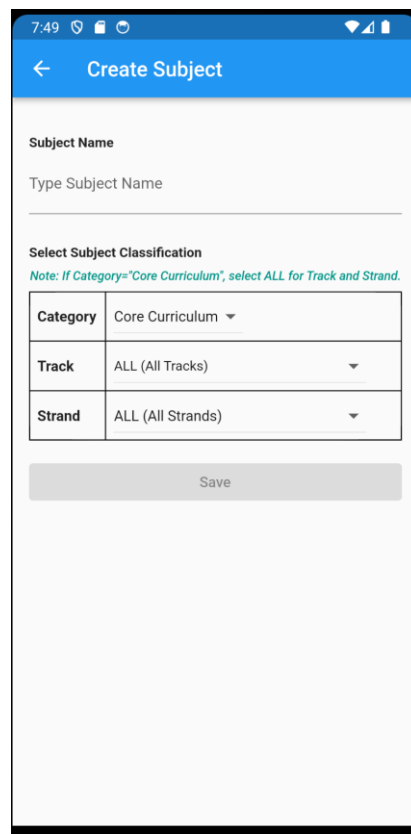 7:49
Create Subject
Subject Name
Type Subject Name
Select Subject Classification
Note: If Category="Core Curriculum", select ALL for Track and Strand.
Category Core Curriculum
Track ALL (All Tracks)
Strand ALL (All Strands)
Save